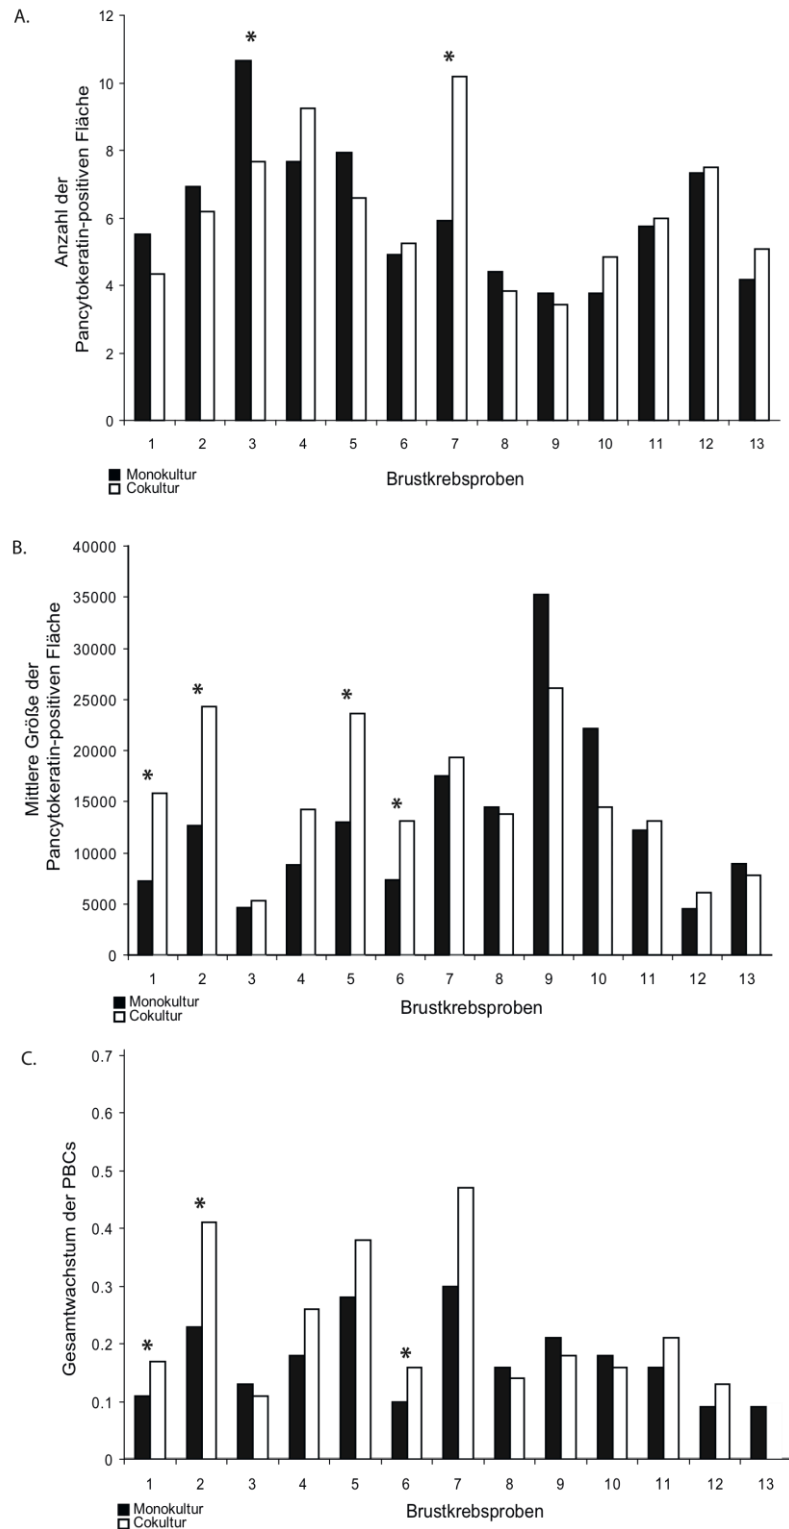 A.
12
10
8
6
4
2
0
Anzahl der
Pancytokeratin-positiven Fläche
*
*
1 2 3 4 5 6 7 8 9 10 11 12 13
Monokultur
Cokultur
Brustkrebsproben
B.
40000
35000
30000
25000
20000
15000
10000
5000
0
Mittlere Größe der
Pancytokeratin-positiven Fläche
*
*
*
*
1 2 3 4 5 6 7 8 9 10 11 12 13
Monokultur
Cokultur
Brustkrebsproben
C.
0.7
0.6
0.5
0.4
0.3
0.2
0.1
0
Gesamtwachstum der PBCs
*
*
*
1 2 3 4 5 6 7 8 9 10 11 12 13
Monokultur
Cokultur
Brustkrebsproben